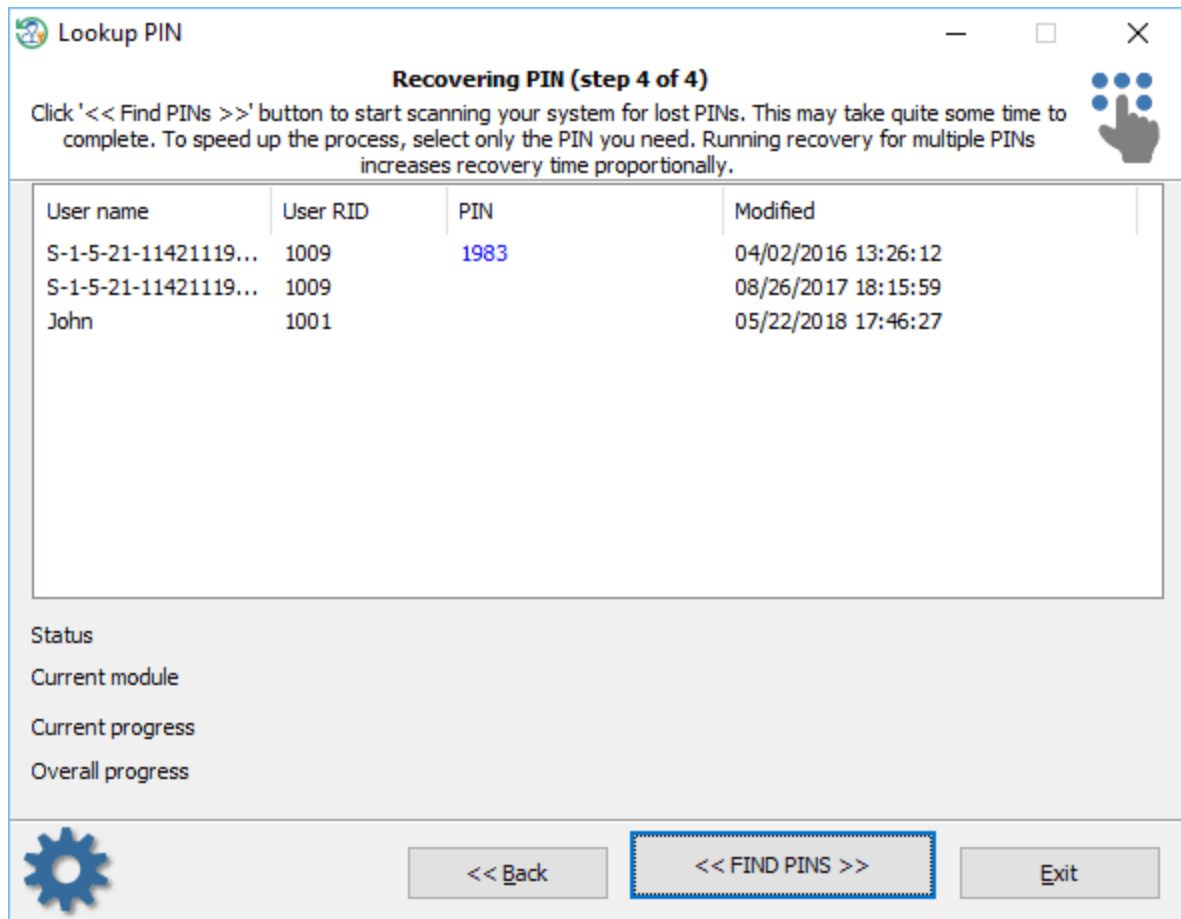 Lookup PIN
Recovering PIN (step 4 of 4)
Click '<< Find PINs >>' button to start scanning your system for lost PINs. This may take quite some time to
complete. To speed up the process, select only the PIN you need. Running recovery for multiple PINs
increases recovery time proportionally.
User name User RID PIN Modified
S-1-5-21-11421119... 1009 1983 04/02/2016 13:26:12
S-1-5-21-11421119... 1009 08/26/2017 18:15:59
John 1001 05/22/2018 17:46:27
Status
Current module
Current progress
Overall progress
<< Back << FIND PINS >> Exit